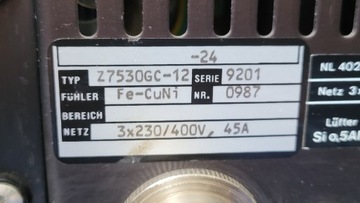 -24
TYP Z7530GC-12 SERIE 9201
FÜHLER Fe-CuNi NR. 0987
BEREICH
NETZ 3x230/400V, 45A
NL 402
Netz 3x
Lüfter
Si 0,5A